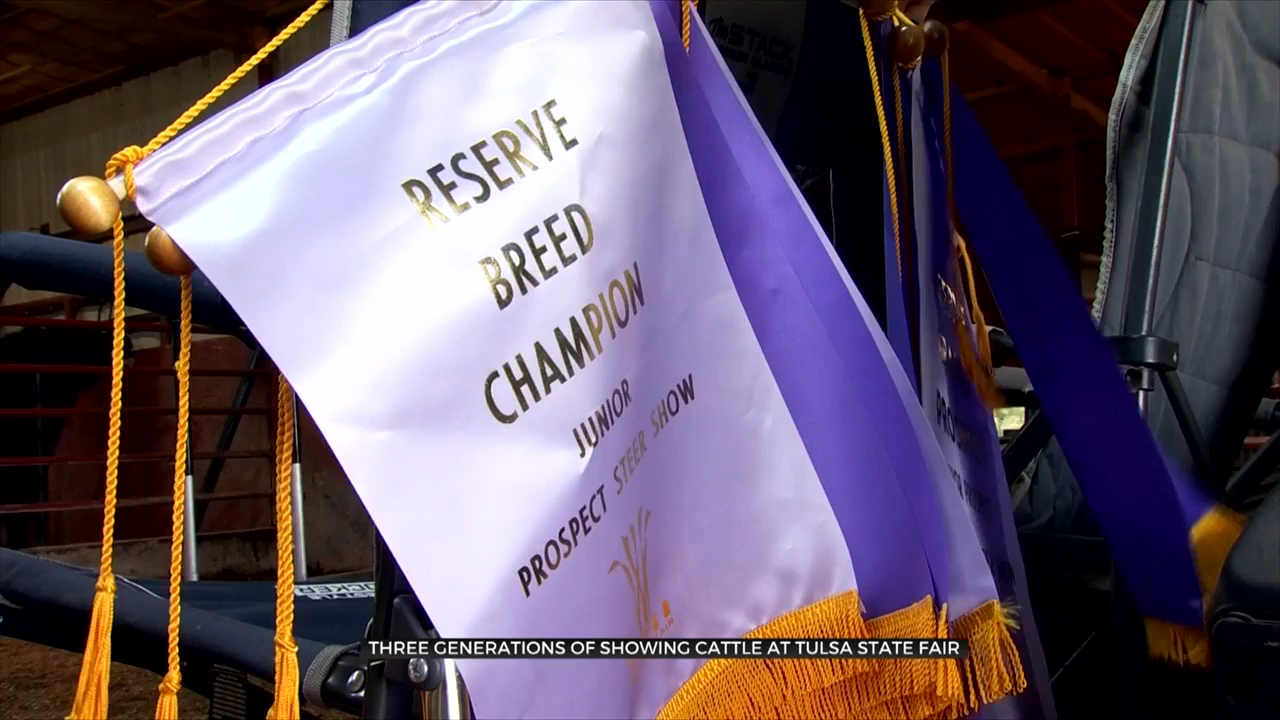 RESERVE
BREED
CHAMPION
JUNIOR
PROSPECT STEER SHOW
THREE GENERATIONS OF SHOWING CATTLE AT TULSA STATE FAIR